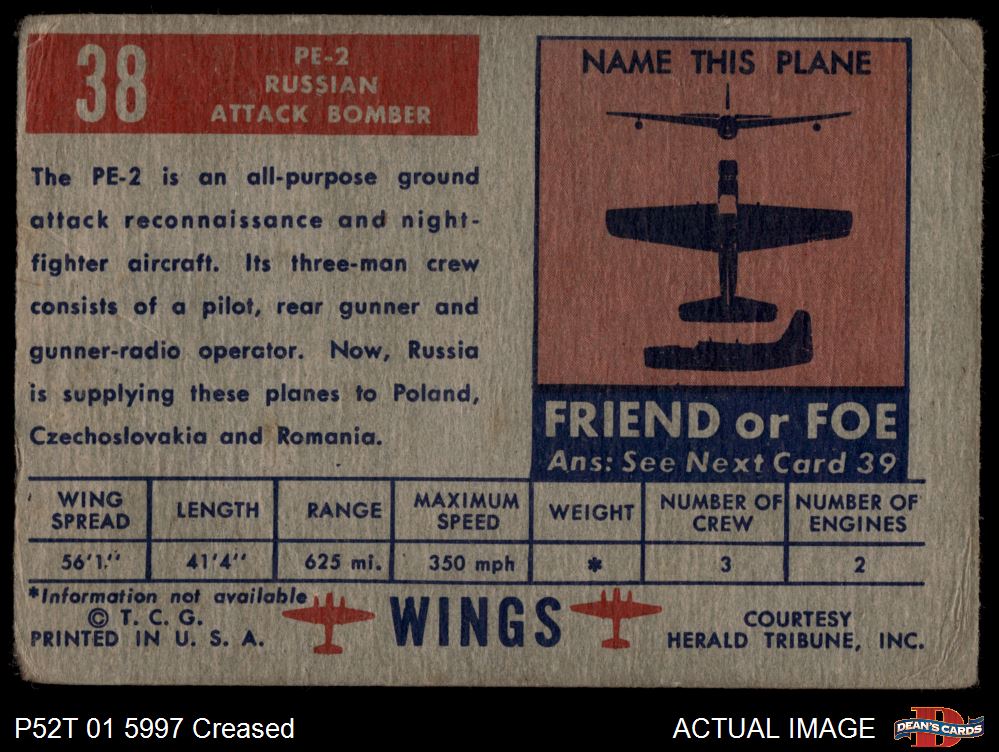 38
PE-2
RUSSIAN
ATTACK BOMBER
The PE-2 is an all-purpose ground
attack reconnaissance and night-
fighter aircraft. Its three-man crew
consists of a pilot, rear gunner and
gunner-radio operator. Now, Russia
is supplying these planes to Poland,
Czechoslovakia and Romania.
NAME THIS PLANE
FRIEND or FOE
Ans: See Next Card 39
WING SPREAD LENGTH RANGE MAXIMUM SPEED WEIGHT NUMBER OF CREW NUMBER OF ENGINES
56'1." 41'4" 625 mi. 350 mph * 3 2
*Information not available
© T. C. G.
PRINTED IN U. S. A.
WINGS
COURTESY
HERALD TRIBUNE, INC.
P52T 01 5997 Creased
ACTUAL IMAGE
D
DEAN'S CARDS